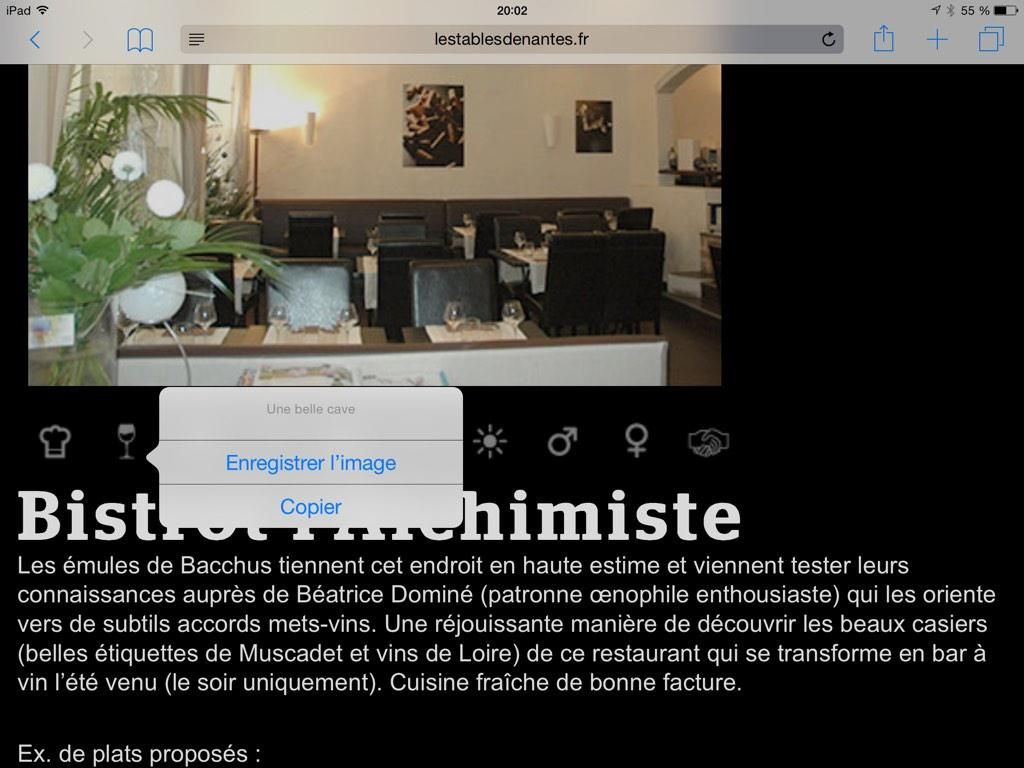 iPad 20:02 55 %
lestablesdenantes.fr
Une belle cave
Enregistrer l'image
Copier
Bistrot l'Alchimiste
Les émules de Bacchus tiennent cet endroit en haute estime et viennent tester leurs
connaissances auprès de Béatrice Dominé (patronne œnophile enthousiaste) qui les oriente
vers de subtils accords mets-vins. Une réjouissante manière de découvrir les beaux casiers
(belles étiquettes de Muscadet et vins de Loire) de ce restaurant qui se transforme en bar à
vin l'été venu (le soir uniquement). Cuisine fraîche de bonne facture.
Ex. de plats proposés :